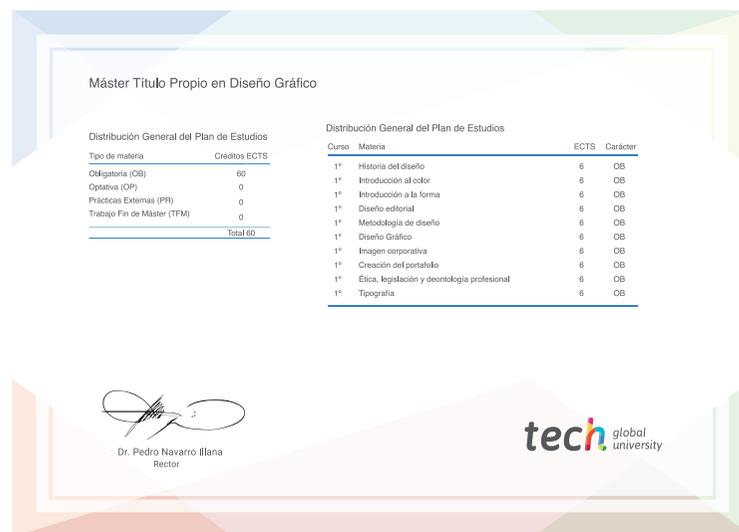 Máster Título Propio en Diseño Gráfico
Distribución General del Plan de Estudios
Tipo de materia Créditos ECTS
Obligatoria (OB) 60
Optativa (OP) 0
Prácticas Externas (PR) 0
Trabajo Fin de Máster (TFM) 0
Total 60
Distribución General del Plan de Estudios
Curso Materia ECTS Carácter
1º Historia del diseño 6 OB
1º Introducción al color 6 OB
1º Introducción a la forma 6 OB
1º Diseño editorial 6 OB
1º Metodología de diseño 6 OB
1º Diseño Gráfico 6 OB
1º Imagen corporativa 6 OB
1º Creación del portafolio 6 OB
1º Ética, legislación y deontología profesional 6 OB
1º Tipografía 6 OB
Dr. Pedro Navarro Illana
Rector
tech global
university